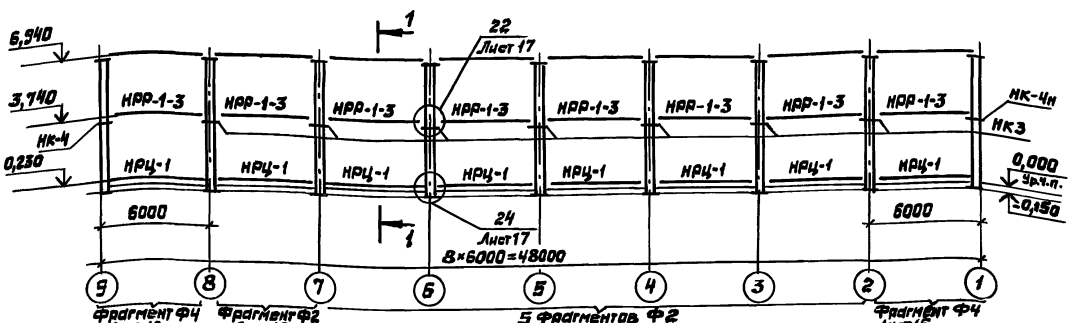 1
22
Лист 17
6,940
3,740
0,230
НРР-1-3 НРР-1-3 НРР-1-3 НРР-1-3 НРР-1-3 НРР-1-3 НРР-1-3 НРР-1-3
НК-4
НК-4н
НК3
НРЦ-1 НРЦ-1 НРЦ-1 НРЦ-1 НРЦ-1 НРЦ-1 НРЦ-1 НРЦ-1
0,000
Ур.ч.п.
-0,150
6000
6000
1
24
Лист 17
8×6000=48000
9 8 7 6 5 4 3 2 1
Фрагмент Ф4 Фрагмент Ф2 5 Фрагментов Ф2 Фрагмент Ф4